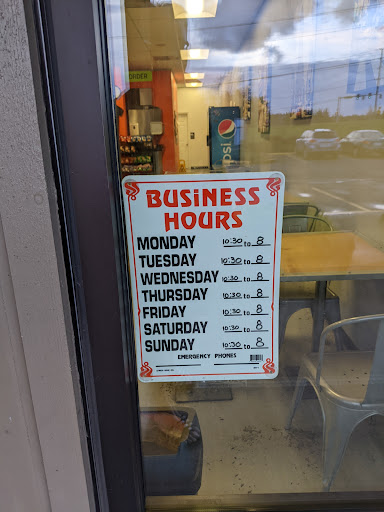 ORDER
pepsi
BUSINESS
HOURS
MONDAY 10:30 to 8
TUESDAY 10:30 to 8
WEDNESDAY 10:30 to 8
THURSDAY 10:30 to 8
FRIDAY 10:30 to 8
SATURDAY 10:30 to 8
SUNDAY 10:30 to 8
EMERGENCY PHONES